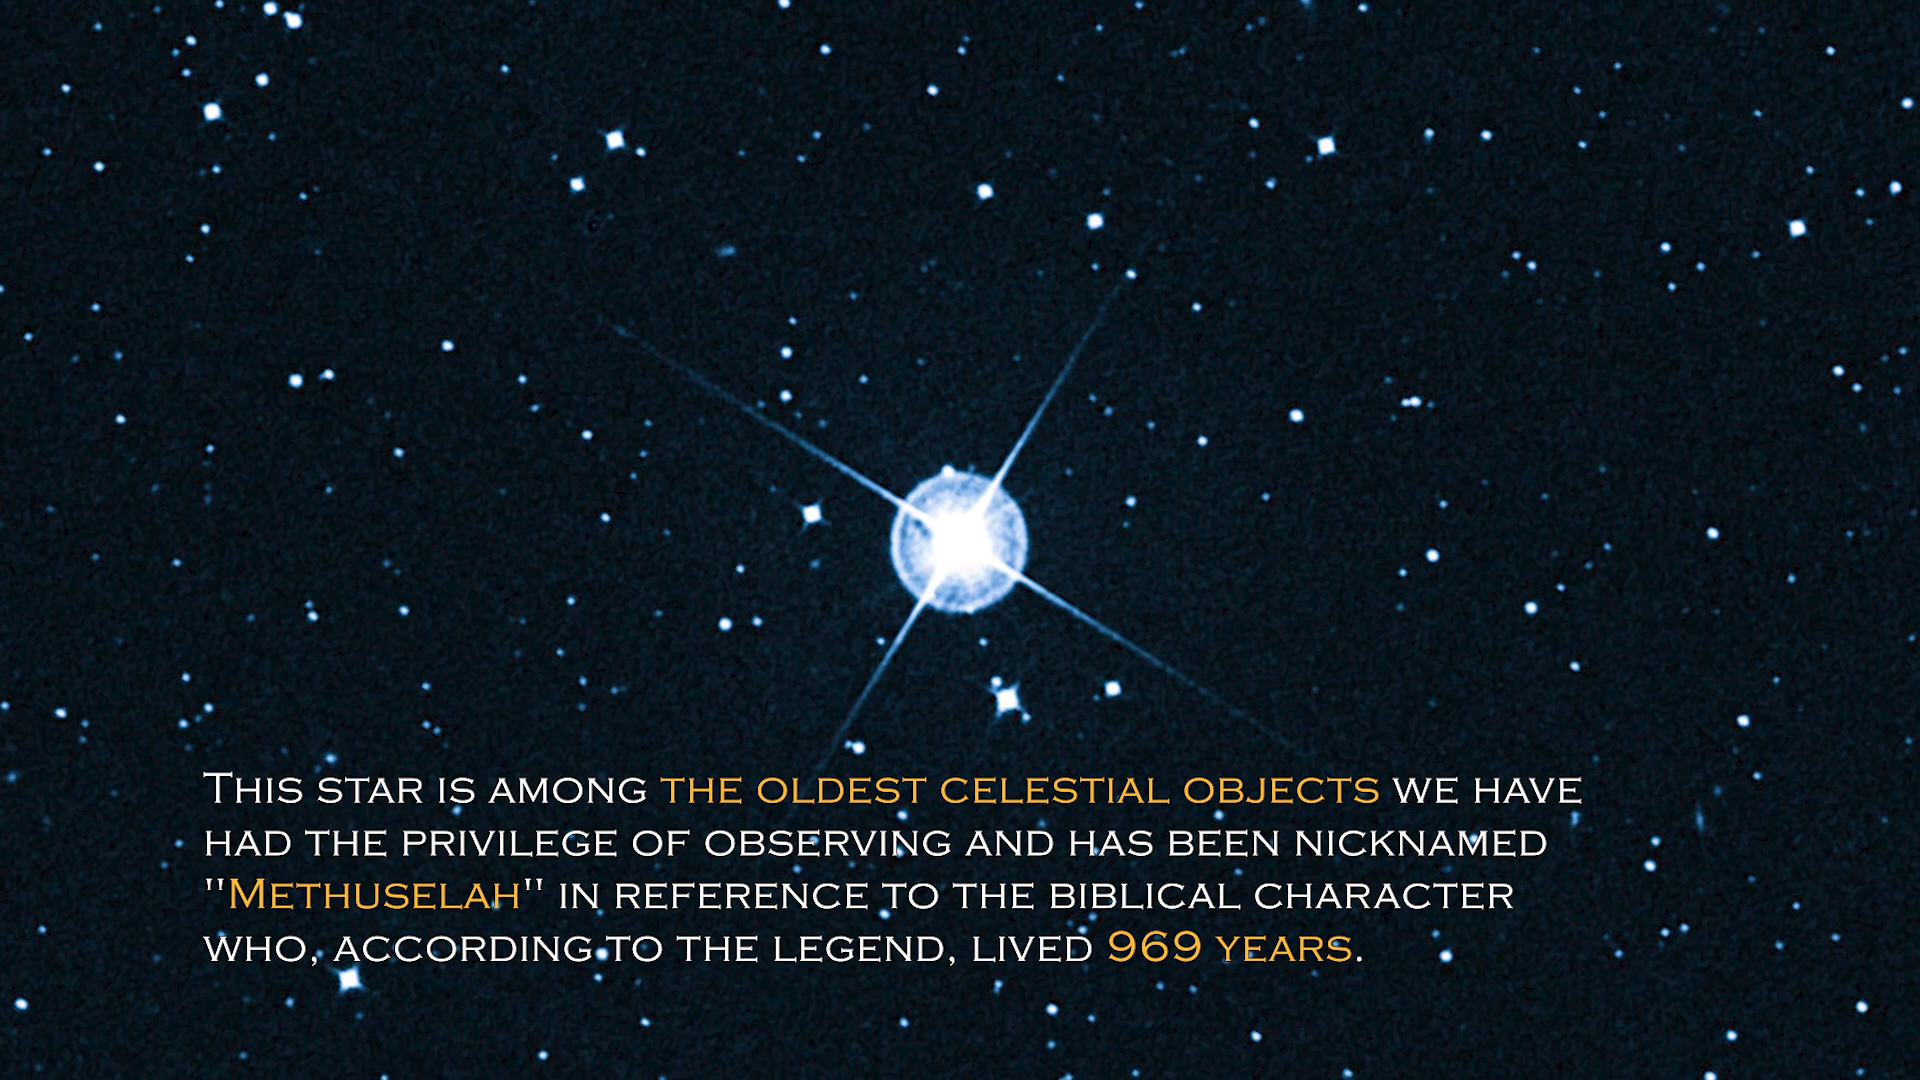 This star is among the oldest celestial objects we have
had the privilege of observing and has been nicknamed
"Methuselah" in reference to the biblical character
who, according to the legend, lived 969 years.